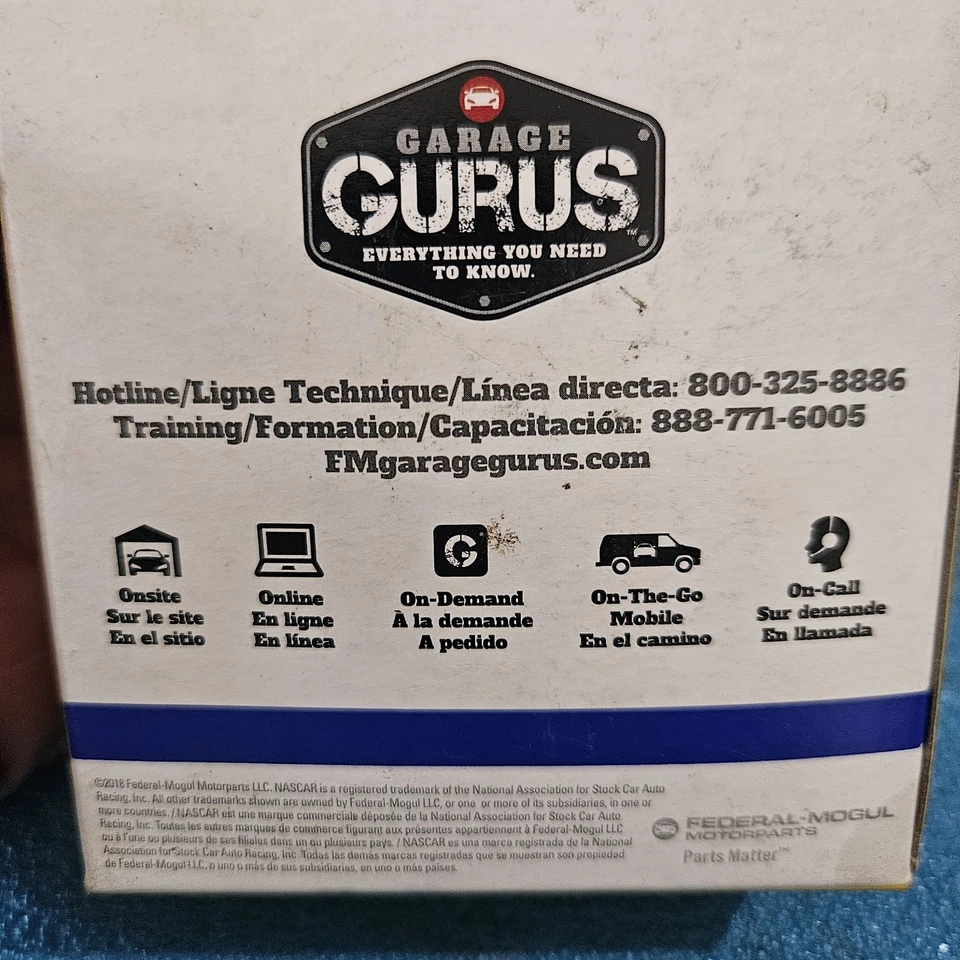 GARAGE
GURUS™
EVERYTHING YOU NEED
TO KNOW.
Hotline/Ligne Technique/Línea directa: 800-325-8886
Training/Formation/Capacitación: 888-771-6005
FMgaragegurus.com
Onsite
Sur le site
En el sitio
Online
En ligne
En línea
G
On-Demand
À la demande
A pedido
On-The-Go
Mobile
En el camino
On-Call
Sur demande
En llamada
©2018 Federal-Mogul Motorparts LLC. NASCAR is a registered trademark of the National Association for Stock Car Auto
Racing, Inc. All other trademarks shown are owned by Federal-Mogul LLC, or one or more of its subsidiaries, in one or
more countries. / NASCAR est une marque commerciale déposée de la National Association for Stock Car Auto
Racing, Inc. Toutes les autres marques de commerce figurant aux présentes appartiennent à Federal-Mogul LLC
ou à l'une ou plusieurs de ses filiales dans un ou plusieurs pays. / NASCAR es una marca registrada de la National
Association for Stock Car Auto Racing, Inc. Todas las demás marcas registradas que se muestran son propiedad
de Federal-Mogul LLC, o uno o más de sus subsidiarias, en uno o más países.
FEDERAL-MOGUL
MOTORPARTS
Parts Matter™